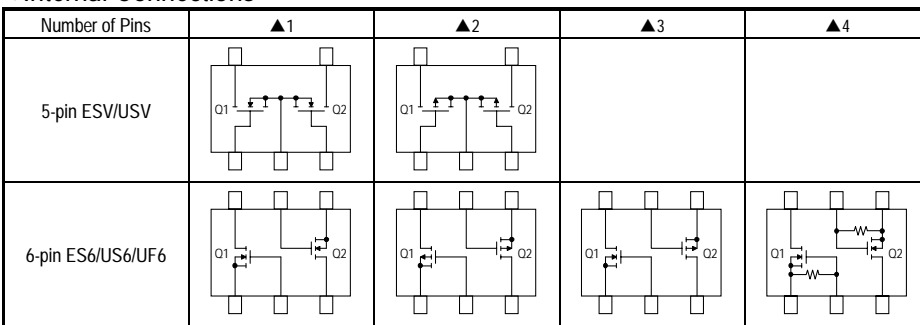 Internal Connections
Number of Pins ▲1 ▲2 ▲3 ▲4
5-pin ESV/USV
Q1 Q2 Q1 Q2
6-pin ES6/US6/UF6
Q1 Q2 Q1 Q2 Q1 Q2 Q1 Q2